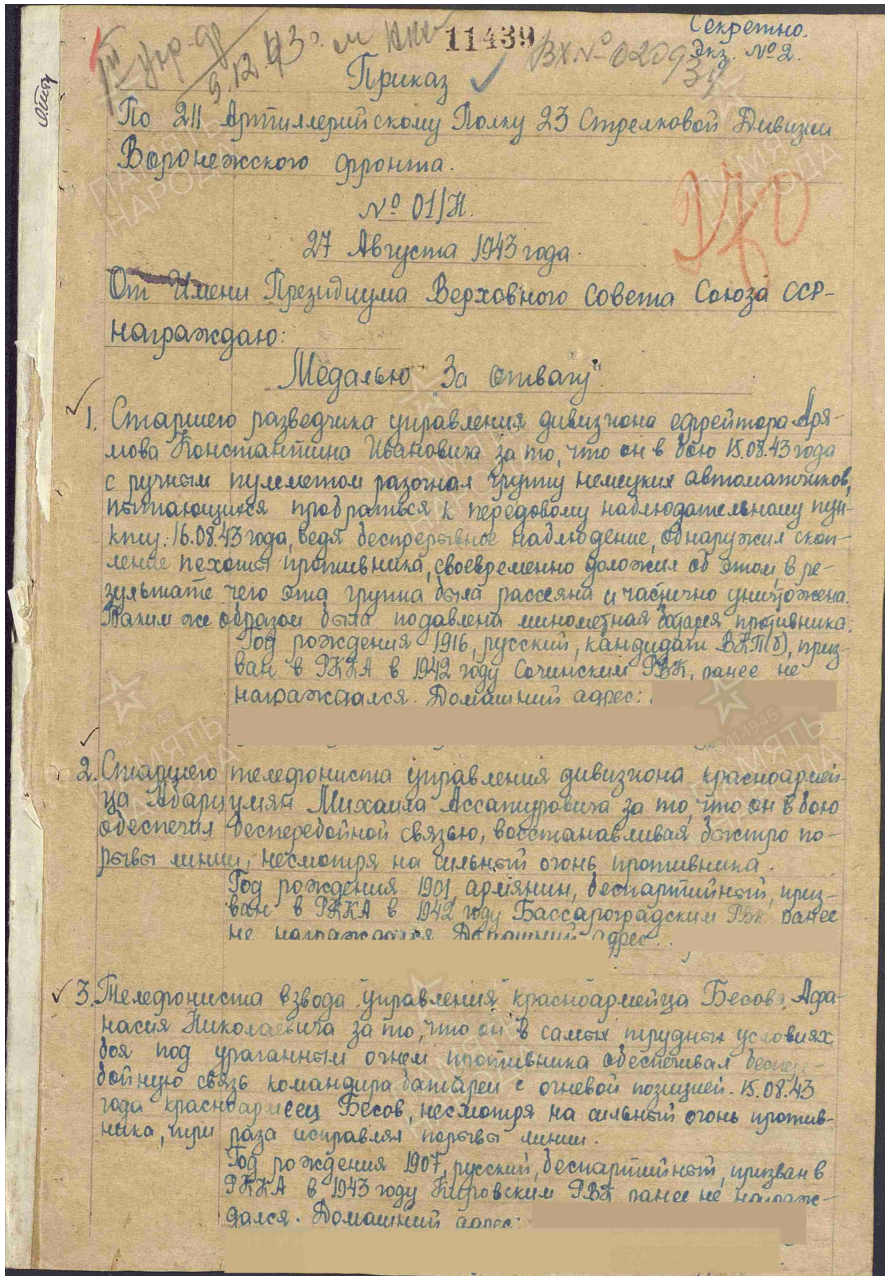 Секретно.
Экз. №2.
11439
9.12.43г.
ВХ№
Приказ
По 211 Артиллерийскому Полку 23 Стрелковой Дивизии
Воронежского фронта.
№ 01/Н.
27 Августа 1943 года.
От Имени Президиума Верховного Совета Союза ССР-
награждаю:
Медалью "За отвагу"
1. Старшего разведчика управления дивизиона ефрейтора Аря-
мова Константина Ивановича за то, что он в бою 15.08.43 года
с ручным пулеметом разогнал группу немецких автоматчиков,
пытающихся пробраться к передовому наблюдательному пун-
кту. 16.08.43 года, ведя беспрерывное наблюдение, обнаружил скоп-
ление пехоты противника, своевременно доложил об этом, в ре-
зультате чего эта группа была рассеяна и частично уничтожена.
Таким же образом была подавлена минометная батарея противника.
Год рождения 1916, русский, кандидат ВКП(б), приз-
ван в РККА в 1942 году Сочинским РВК, ранее не
награждался. Домашний адрес:
2. Старшего телефониста управления дивизиона красноармей-
ца Абарцумян Михаила Ассатуровича за то, что он в бою
обеспечил бесперебойной связью, восстанавливая быстро по-
рывы линии, несмотря на сильный огонь противника.
Год рождения 1901, армянин, беспартийный, приз-
ван в РККА в 1942 году Бассароградским РВК ранее
не награждался Домашний адрес
3. Телефониста взвода управления красноармейца Бесова Афа-
насия Николаевича за то, что он в самых трудных условиях
боя под ураганным огнем противника обеспечивал беспере-
бойную связь командира батареи с огневой позицией. 15.08.43
года красноармеец Бесов, несмотря на сильный огонь против-
ника, три раза исправлял порывы линии.
Год рождения 1907, русский, беспартийный, призван в
РККА в 1943 году Кировским РВК ранее не награж-
дался. Домашний адрес:
ПАМЯТЬ
НАРОДА